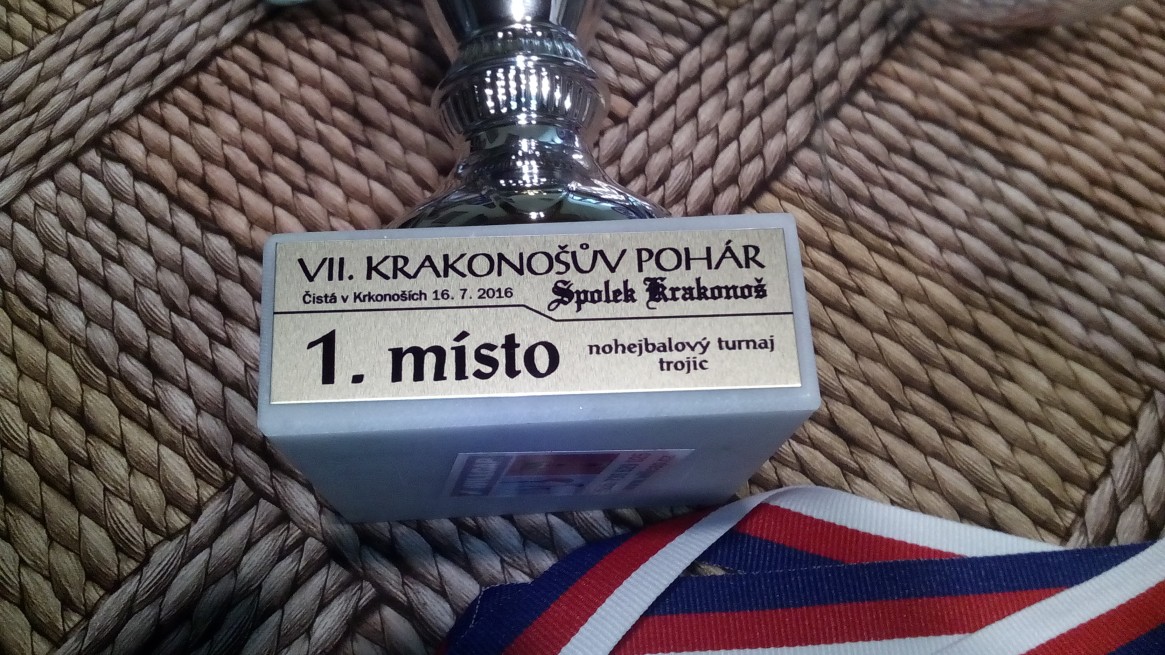 VII. KRAKONOŠŮV POHÁR
Čistá v Krkonoších 16. 7. 2016
Spolek Krakonoš
1. místo
nohejbalový turnaj
trojic